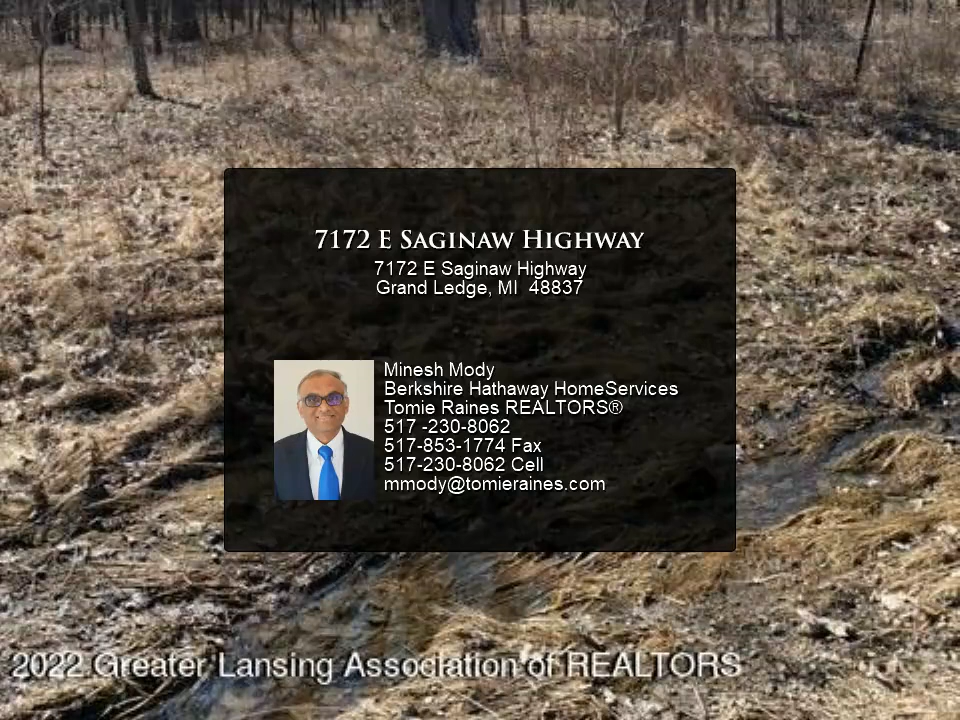 7172 E SAGINAW HIGHWAY
7172 E Saginaw Highway
Grand Ledge, MI  48837
Minesh Mody
Berkshire Hathaway HomeServices
Tomie Raines REALTORS®
517 -230-8062
517-853-1774 Fax
517-230-8062 Cell
mmody@tomieraines.com
2022 Greater Lansing Association of REALTORS